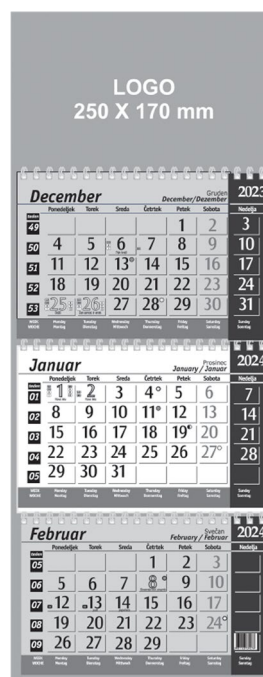 LOGO
250 X 170 mm
December
Gruden
December/Dezember
2023
Ponedeljek Torek Sreda Četrtek Petek Sobota Nedelja
49 1 2 3
50 4 5 6 7 8 9 10
51 11 12 13 14 15 16 17
52 18 19 20 21 22 23 24
53 25 26 27 28 29 30 31
Januar
Prosinec
January / Januar
2024
Ponedeljek Torek Sreda Četrtek Petek Sobota Nedelja
01 1 2 3 4 5 6 7
02 8 9 10 11 12 13 14
03 15 16 17 18 19 20 21
04 22 23 24 25 26 27 28
05 29 30 31
Februar
Svečan
February / Februar
2024
Ponedeljek Torek Sreda Četrtek Petek Sobota Nedelja
05 1 2 3
06 5 6 7 8 9 10
07 12 13 14 15 16 17
08 19 20 21 22 23 24
09 26 27 28 29